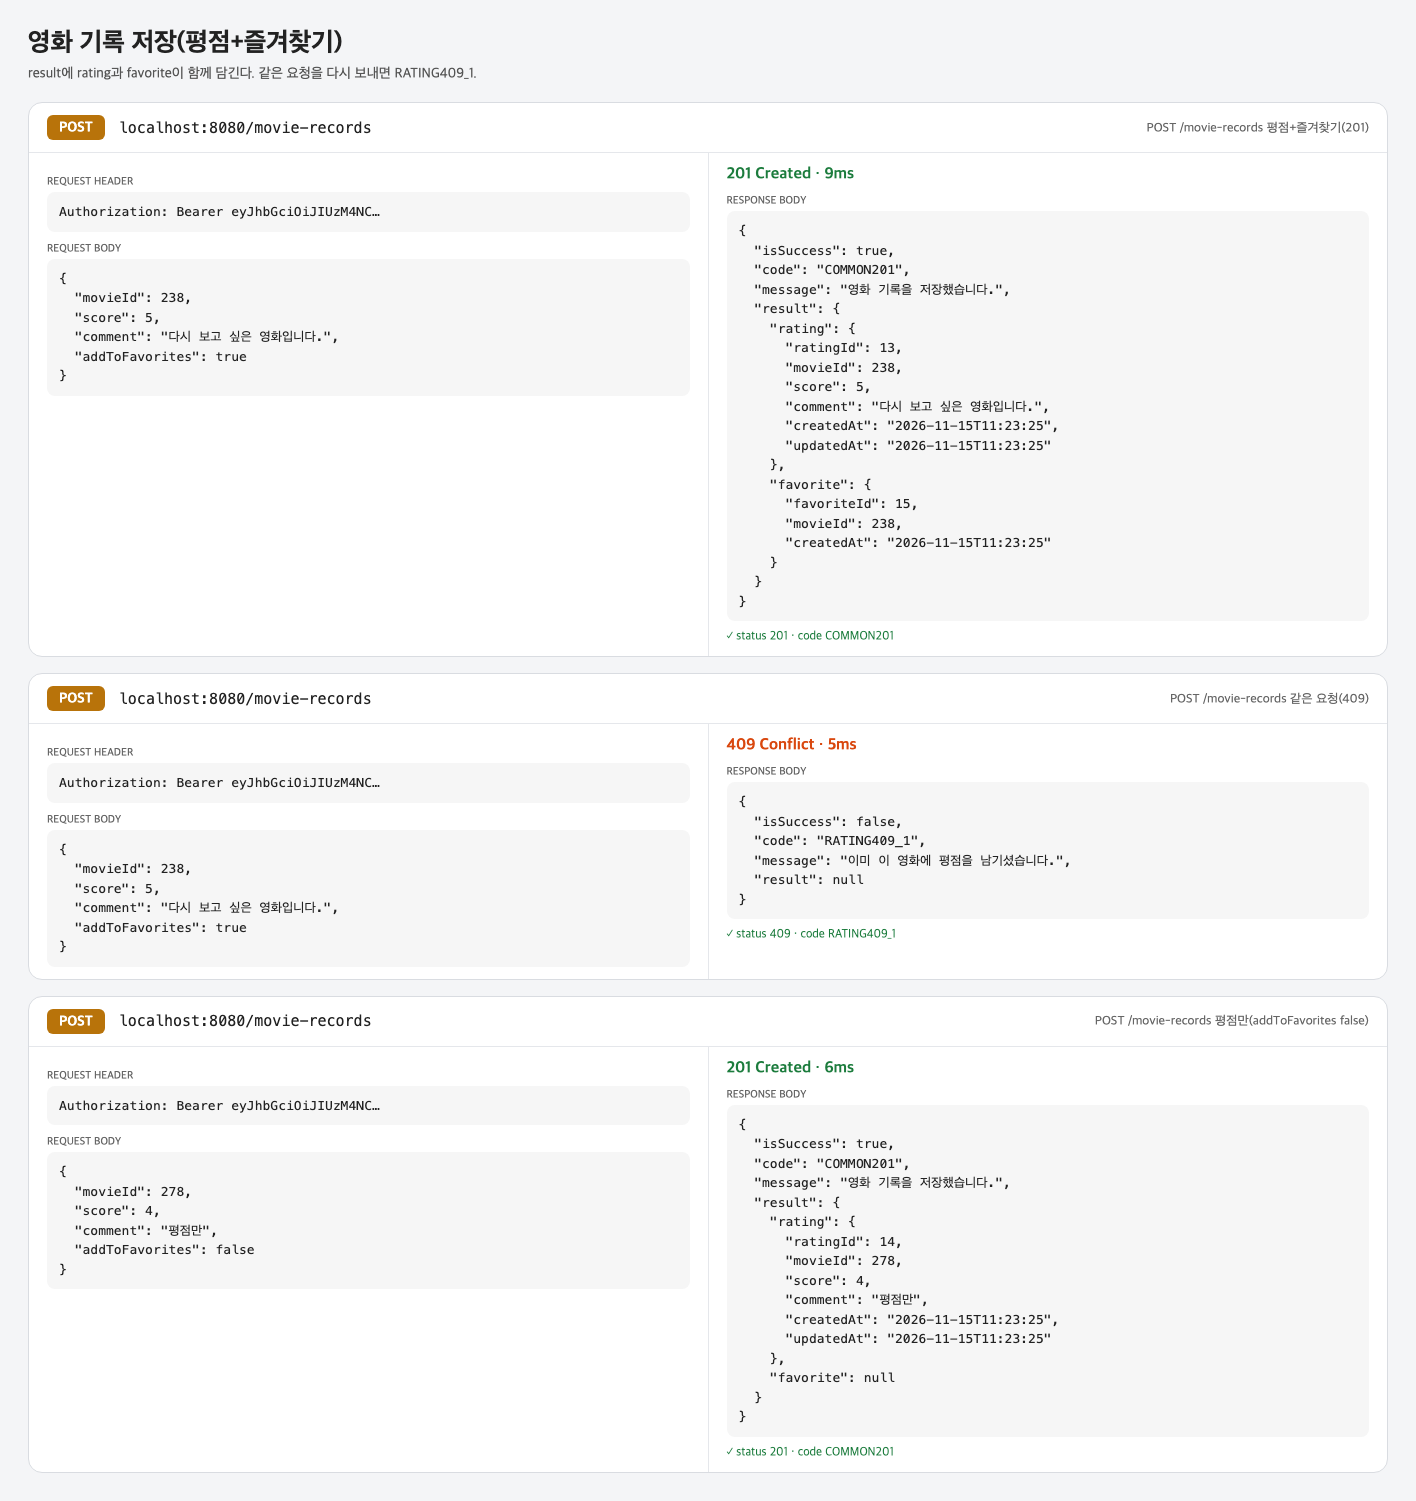 영화 기록 저장(평점+즐겨찾기)
result에 rating과 favorite이 함께 담긴다. 같은 요청을 다시 보내면 RATING409_1.
POST localhost:8080/movie-records POST /movie-records 평점+즐겨찾기(201)
REQUEST HEADER
Authorization: Bearer eyJhbGciOiJIUzM4NC…
REQUEST BODY
{
  "movieId": 238,
  "score": 5,
  "comment": "다시 보고 싶은 영화입니다.",
  "addToFavorites": true
}
201 Created · 9ms
RESPONSE BODY
{
  "isSuccess": true,
  "code": "COMMON201",
  "message": "영화 기록을 저장했습니다.",
  "result": {
    "rating": {
      "ratingId": 13,
      "movieId": 238,
      "score": 5,
      "comment": "다시 보고 싶은 영화입니다.",
      "createdAt": "2026-11-15T11:23:25",
      "updatedAt": "2026-11-15T11:23:25"
    },
    "favorite": {
      "favoriteId": 15,
      "movieId": 238,
      "createdAt": "2026-11-15T11:23:25"
    }
  }
}
✓ status 201 · code COMMON201
POST localhost:8080/movie-records POST /movie-records 같은 요청(409)
REQUEST HEADER
Authorization: Bearer eyJhbGciOiJIUzM4NC…
REQUEST BODY
{
  "movieId": 238,
  "score": 5,
  "comment": "다시 보고 싶은 영화입니다.",
  "addToFavorites": true
}
409 Conflict · 5ms
RESPONSE BODY
{
  "isSuccess": false,
  "code": "RATING409_1",
  "message": "이미 이 영화에 평점을 남기셨습니다.",
  "result": null
}
✓ status 409 · code RATING409_1
POST localhost:8080/movie-records POST /movie-records 평점만(addToFavorites false)
REQUEST HEADER
Authorization: Bearer eyJhbGciOiJIUzM4NC…
REQUEST BODY
{
  "movieId": 278,
  "score": 4,
  "comment": "평점만",
  "addToFavorites": false
}
201 Created · 6ms
RESPONSE BODY
{
  "isSuccess": true,
  "code": "COMMON201",
  "message": "영화 기록을 저장했습니다.",
  "result": {
    "rating": {
      "ratingId": 14,
      "movieId": 278,
      "score": 4,
      "comment": "평점만",
      "createdAt": "2026-11-15T11:23:25",
      "updatedAt": "2026-11-15T11:23:25"
    },
    "favorite": null
  }
}
✓ status 201 · code COMMON201